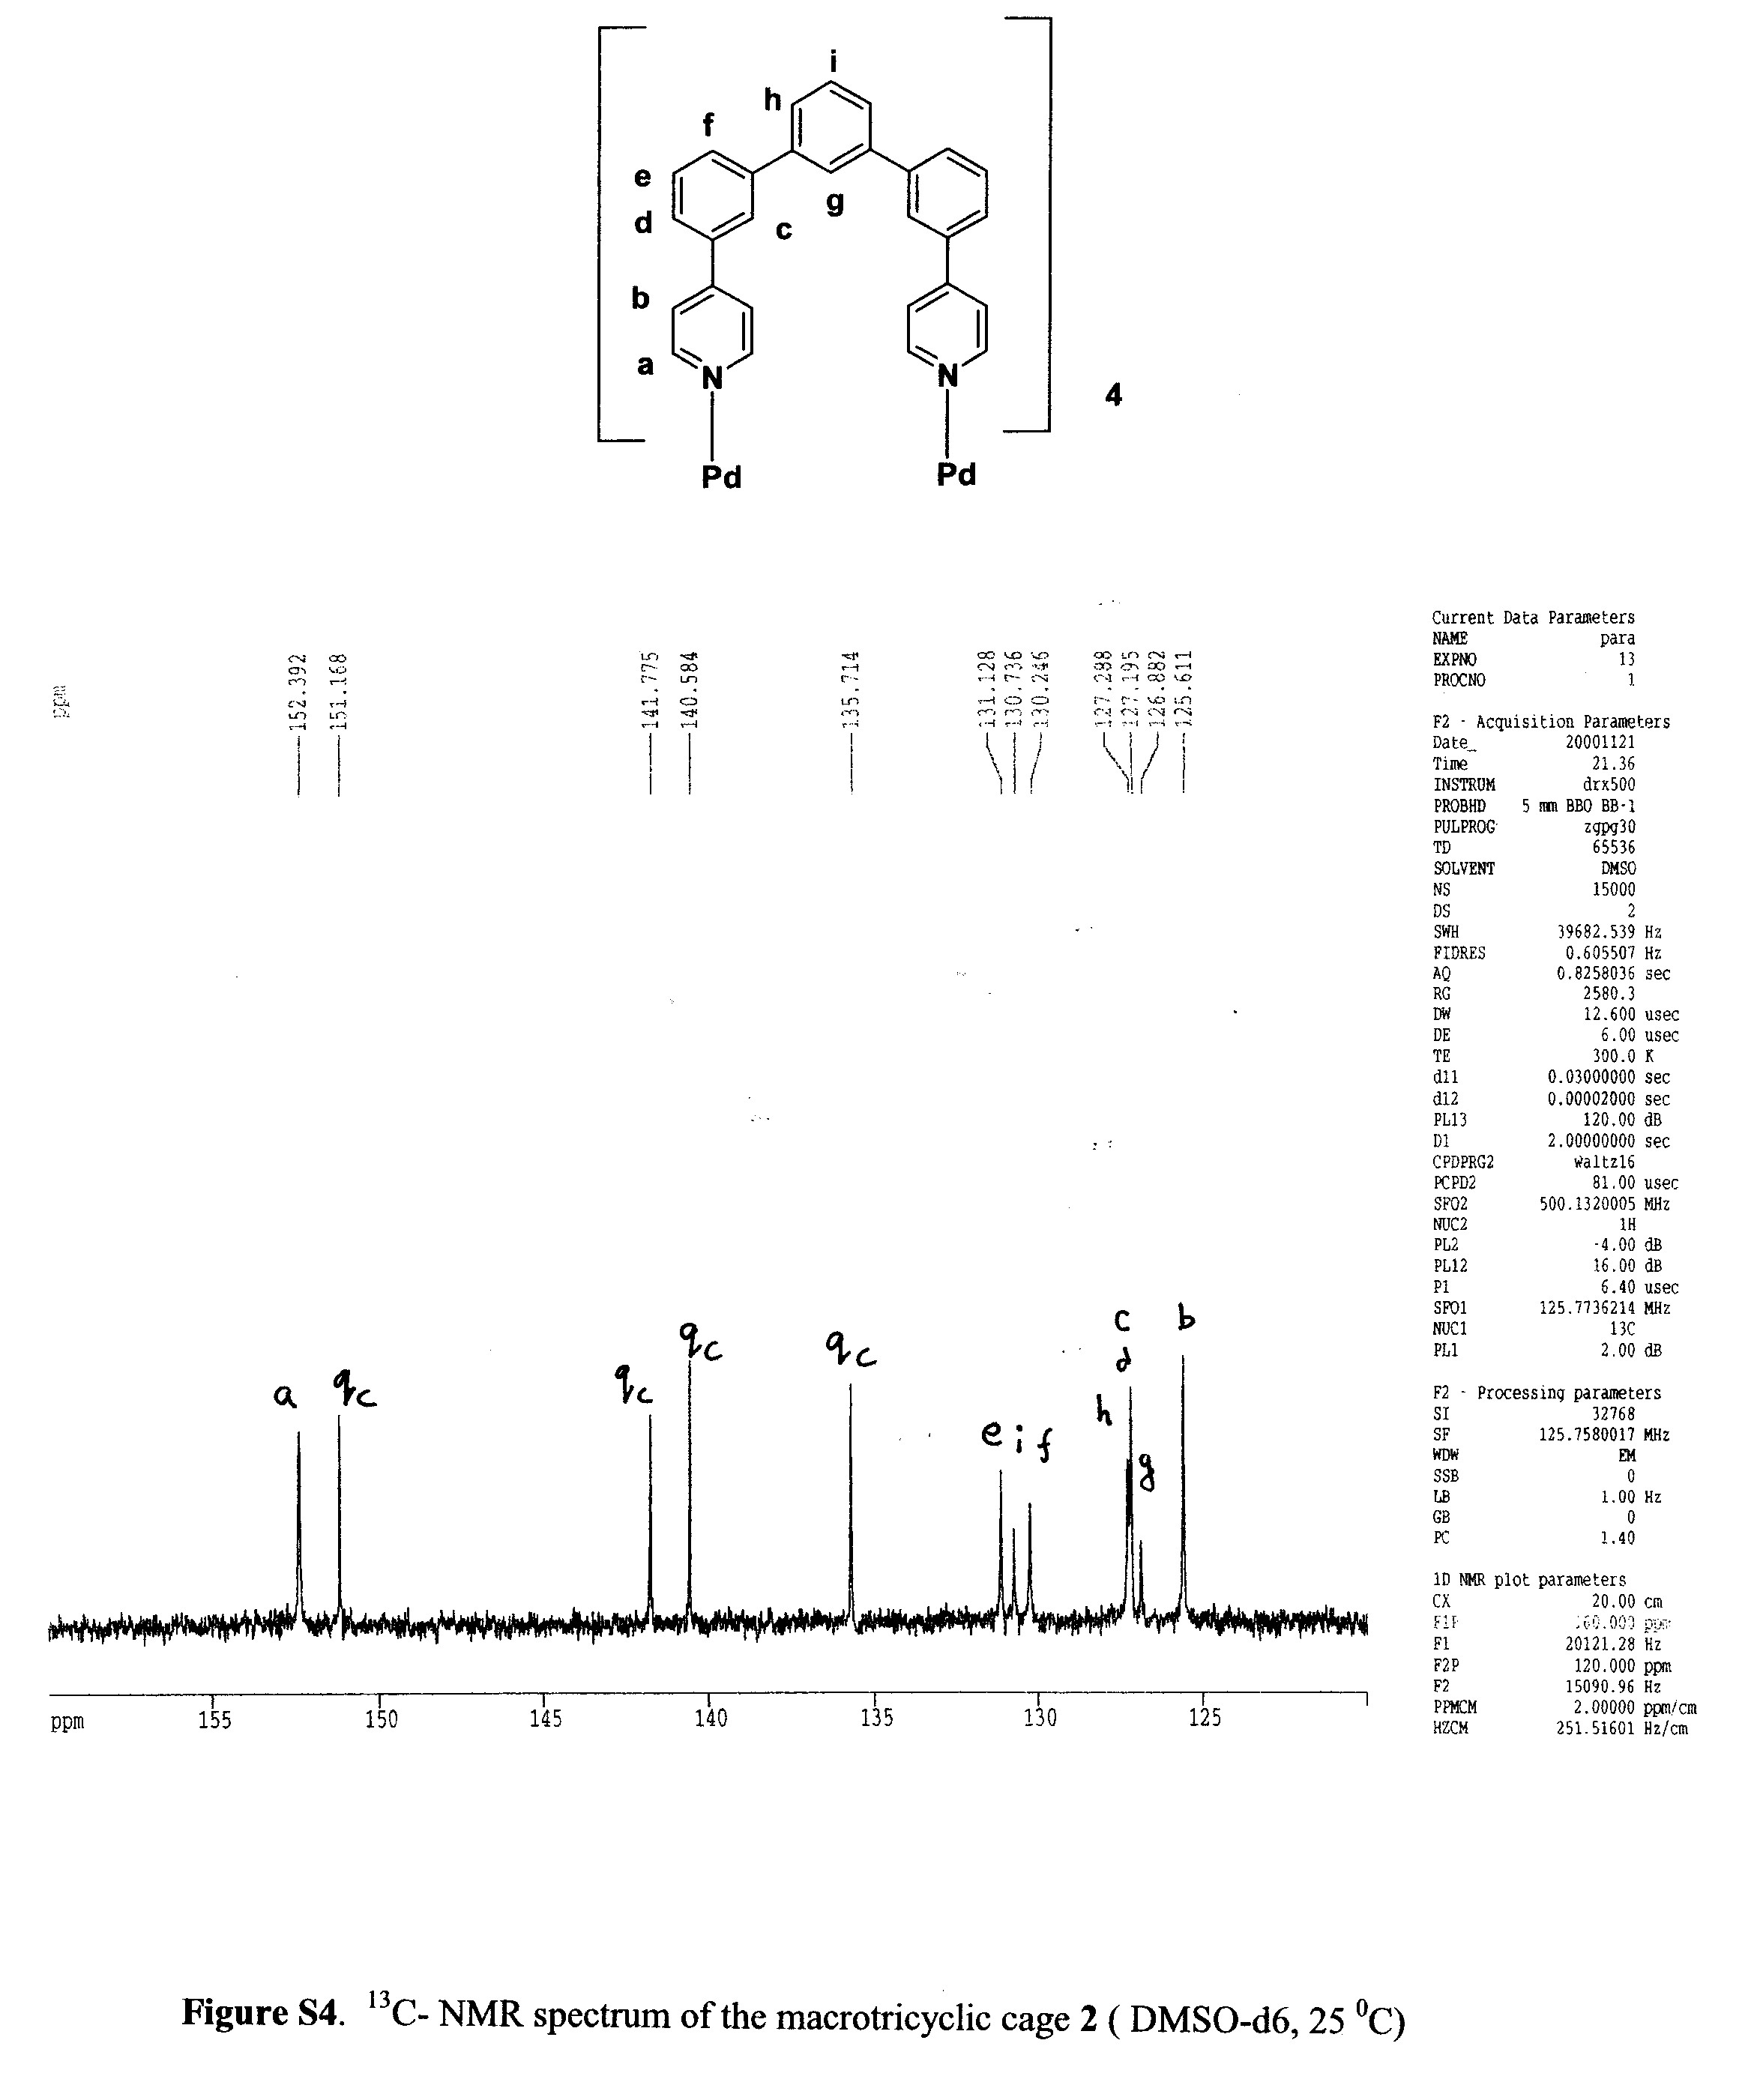 i
h
f
e
g
d
c
b
a
N
N
4
Pd
Pd
ppm
152.392
151.168
141.775
140.584
135.714
131.128
130.736
130.246
127.288
127.195
126.882
125.611
Current Data Parameters
NAME para
EXPNO 13
PROCNO 1
F2 - Acquisition Parameters
Date_ 20001121
Time 21.36
INSTRUM drx500
PROBHD 5 mm BBO BB-1
PULPROG zgpg30
TD 65536
SOLVENT DMSO
NS 15000
DS 2
SWH 39682.539 Hz
FIDRES 0.605507 Hz
AQ 0.8258036 sec
RG 2580.3
DW 12.600 usec
DE 6.00 usec
TE 300.0 K
d11 0.03000000 sec
d12 0.00002000 sec
PL13 120.00 dB
D1 2.00000000 sec
CPDPRG2 waltz16
PCPD2 81.00 usec
SFO2 500.1320005 MHz
NUC2 1H
PL2 -4.00 dB
PL12 16.00 dB
P1 6.40 usec
SFO1 125.7736214 MHz
NUC1 13C
PL1 2.00 dB
F2 - Processing parameters
SI 32768
SF 125.7580017 MHz
WDW EM
SSB 0
LB 1.00 Hz
GB 0
PC 1.40
1D NMR plot parameters
CX 20.00 cm
F1P 160.000 ppm
F1 20121.28 Hz
F2P 120.000 ppm
F2 15090.96 Hz
PPMCM 2.00000 ppm/cm
HZCM 251.51601 Hz/cm
a
qc
qc
qc
qc
e i f
c
d
h
g
b
ppm 155 150 145 140 135 130 125
Figure S4. 13C- NMR spectrum of the macrotricyclic cage 2 ( DMSO-d6, 25 0C)